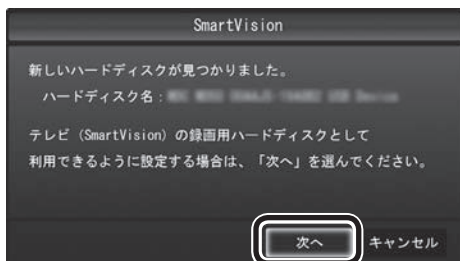 SmartVision
新しいハードディスクが見つかりました。
ハードディスク名：
テレビ（SmartVision）の録画用ハードディスクとして
利用できるように設定する場合は、「次へ」を選んでください。
次へ キャンセル